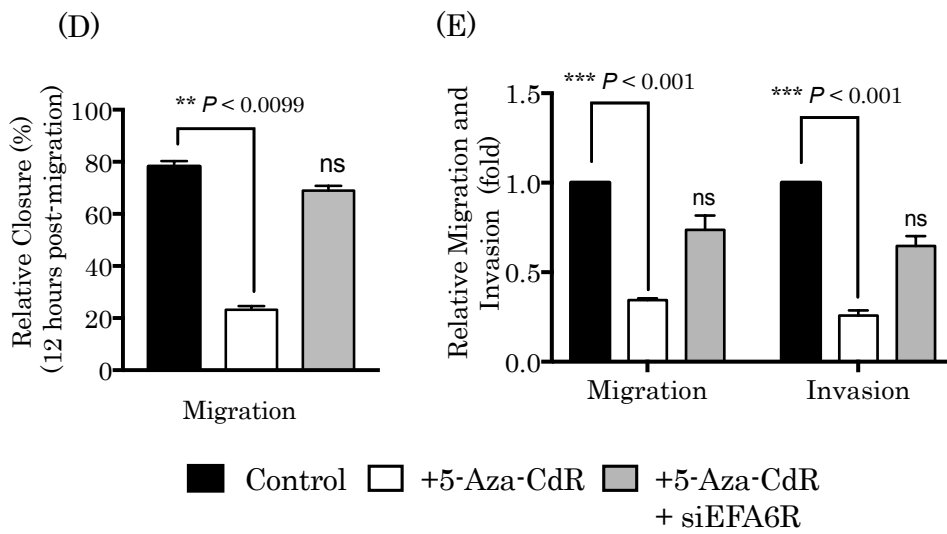 (D)
Relative Closure (%)
(12 hours post-migration)
100
80
60
40
20
0
** P < 0.0099
ns
Migration
(E)
Relative Migration and
Invasion (fold)
1.5
1.0
0.5
0.0
*** P < 0.001
ns
*** P < 0.001
ns
Migration
Invasion
Control
+5-Aza-CdR
+5-Aza-CdR
+ siEFA6R